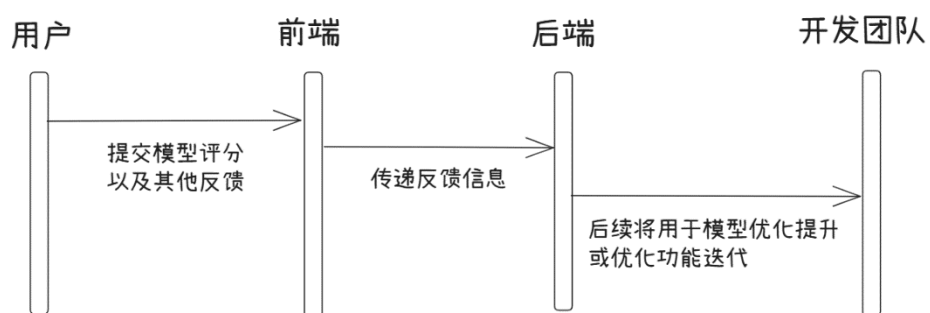 用户
前端
后端
开发团队
提交模型评分
以及其他反馈
传递反馈信息
后续将用于模型优化提升
或优化功能迭代